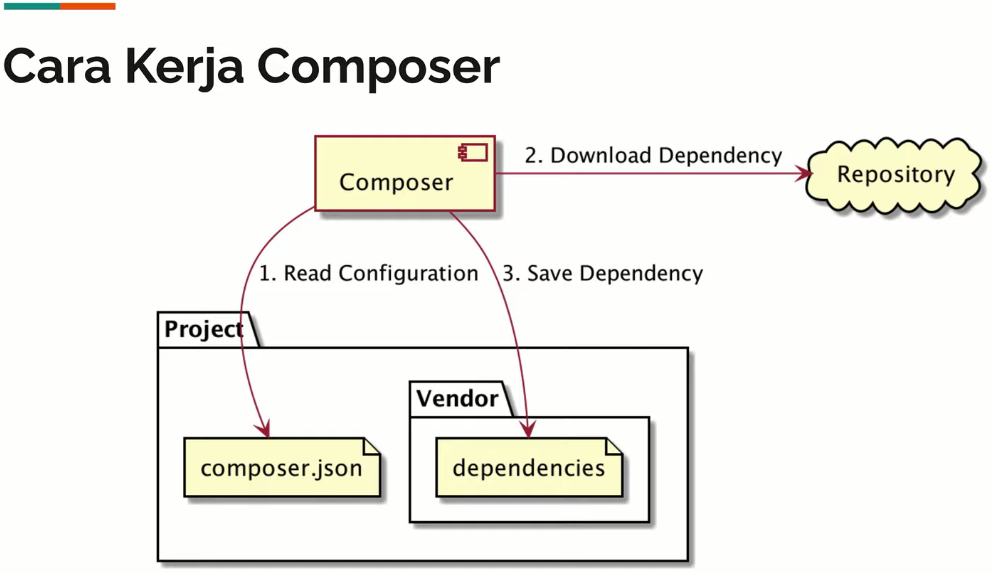 Cara Kerja Composer
Composer
2. Download Dependency
Repository
1. Read Configuration
3. Save Dependency
Project
Vendor
composer.json
dependencies